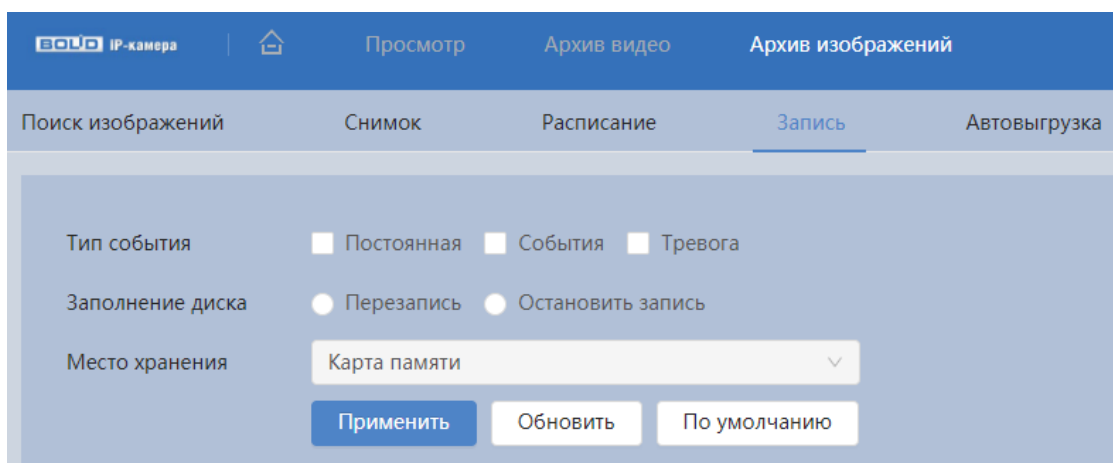 BOLID IP-камера Просмотр Архив видео Архив изображений
Поиск изображений Снимок Расписание Запись Автовыгрузка
Тип события Постоянная События Тревога
Заполнение диска Перезапись Остановить запись
Место хранения Карта памяти
Применить Обновить По умолчанию